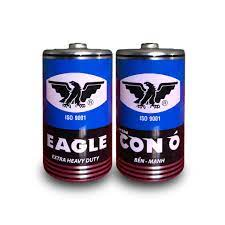 ®
ISO 9001
EAGLE
EXTRA HEAVY DUTY
®
ISO 9001
CON Ó
BỀN - MẠNH